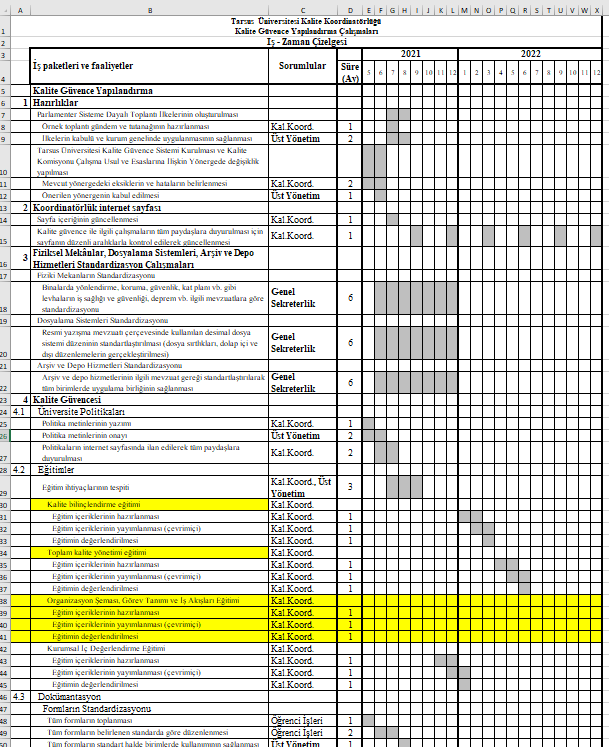 A B C D E F G H I J K L M N O P Q R S T U V W X
Tarsus Üniversitesi Kalite Koordinatörlüğü
1 Kalite Güvence Yapılandırma Çalışmaları
2 İş - Zaman Çizelgesi
3 2021 2022
4 İş paketleri ve faaliyetler Sorumlular Süre (Ay) 5 6 7 8 9 10 11 12 1 2 3 4 5 6 7 8 9 10 11 12
5 Kalite Güvence Yapılandırma
6 1 Hazırlıklar
7 Parlamenter Sisteme Dayalı Toplantı İlkelerinin oluşturulması
8 Örnek toplantı gündem ve tutanağının hazırlanması Kal.Koord. 1
9 İlkelerin kabulü ve kurum genelinde uygulanmasının sağlanması Üst Yönetim 2
Tarsus Üniversitesi Kalite Güvence Sistemi Kurulması ve Kalite
Komisyonu Çalışma Usul ve Esaslarına İlişkin Yönergede değişiklik
10 yapılması
11 Mevcut yönergedeki eksiklerin ve hataların belirlenmesi Kal.Koord. 2
12 Önerilen yönergenin kabul edilmesi Üst Yönetim 1
13 2 Koordinatörlük internet sayfası
14 Sayfa içeriğinin güncellenmesi Kal.Koord. 1
Kalite güvence ile ilgili çalışmaların tüm paydaşlara duyurulması için
15 sayfanın düzenli aralıklarla kontrol edilerek güncellenmesi Kal.Koord. 1
3 Fiziksel Mekânlar, Dosyalama Sistemleri, Arşiv ve Depo
16 Hizmetleri Standardizasyon Çalışmaları
17 Fiziki Mekanların Standardizasyonu
Binalarda yönlendirme, koruma, güvenlik, kat planı vb. gibi
levhaların iş sağlığı ve güvenliği, deprem vb. ilgili mevzuatlara göre
18 standardizasyonu Genel Sekreterlik 6
19 Dosyalama Sistemleri Standardizasyonu
Resmi yazışma mevzuatı çerçevesinde kullanılan desimal dosya
sistemi düzeninin standartlaştırılması (dosya sırtlıkları, dolap içi ve
20 dışı düzenlemelerin gerçekleştirilmesi) Genel Sekreterlik 6
21 Arşiv ve Depo Hizmetleri Standardizasyonu
Arşiv ve depo hizmetlerinin ilgili mevzuat gereği standartlaştırılarak
22 tüm birimlerde uygulama birliğinin sağlanması Genel Sekreterlik 6
23 4 Kalite Güvencesi
24 4.1 Üniversite Politikaları
25 Politika metinlerinin yazımı Kal.Koord. 1
26 Politika metinlerinin onayı Üst Yönetim 2
Politikaların internet sayfasında ilan edilerek tüm paydaşlara
27 duyurulması Kal.Koord. 2
28 4.2 Eğitimler
29 Eğitim ihtiyaçlarının tespiti Kal.Koord., Üst Yönetim 3
30 Kalite bilinçlendirme eğitimi Kal.Koord.
31 Eğitim içeriklerinin hazırlanması Kal.Koord. 1
32 Eğitim içeriklerinin yayımlanması (çevrimiçi) Kal.Koord. 1
33 Eğitimin değerlendirilmesi Kal.Koord. 1
34 Toplam kalite yönetimi eğitimi Kal.Koord.
35 Eğitim içeriklerinin hazırlanması Kal.Koord. 1
36 Eğitim içeriklerinin yayımlanması (çevrimiçi) Kal.Koord. 1
37 Eğitimin değerlendirilmesi Kal.Koord. 1
38 Organizasyon Şeması, Görev Tanım ve İş Akışları Eğitimi Kal.Koord.
39 Eğitim içeriklerinin hazırlanması Kal.Koord. 1
40 Eğitim içeriklerinin yayımlanması (çevrimiçi) Kal.Koord. 1
41 Eğitimin değerlendirilmesi Kal.Koord. 1
42 Kurumsal İç Değerlendirme Eğitimi Kal.Koord.
43 Eğitim içeriklerinin hazırlanması Kal.Koord. 1
44 Eğitim içeriklerinin yayımlanması (çevrimiçi) Kal.Koord. 1
45 Eğitimin değerlendirilmesi Kal.Koord. 1
46 4.3 Dokümantasyon
47 Formların Standardizasyonu
48 Tüm formların toplanması Öğrenci İşleri 1
49 Tüm formların belirlenen standarda göre düzenlenmesi Öğrenci İşleri 2
50 Tüm formların standart halde birimlerde kullanımının sağlanması Üst Yönetim 1